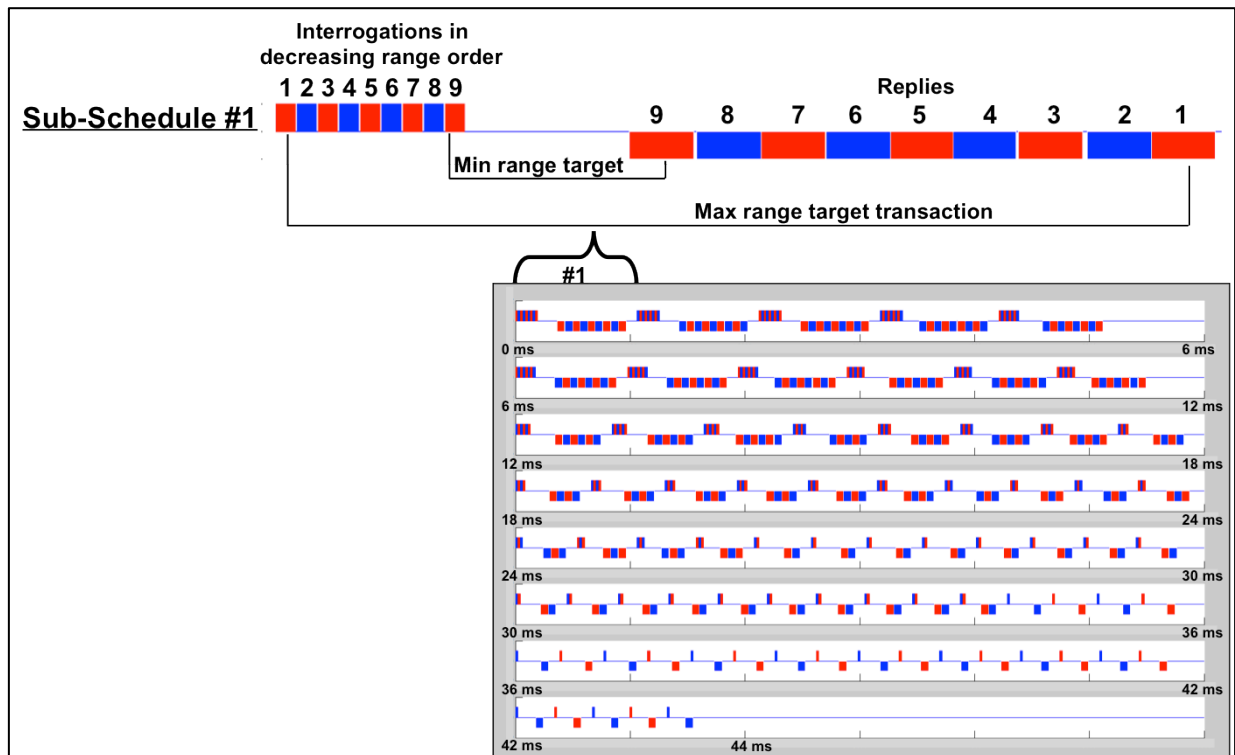 Interrogations in
decreasing range order
1 2 3 4 5 6 7 8 9
Replies
Sub-Schedule #1
9 8 7 6 5 4 3 2 1
Min range target
Max range target transaction
#1
0 ms 6 ms
6 ms 12 ms
12 ms 18 ms
18 ms 24 ms
24 ms 30 ms
30 ms 36 ms
36 ms 42 ms
42 ms 44 ms